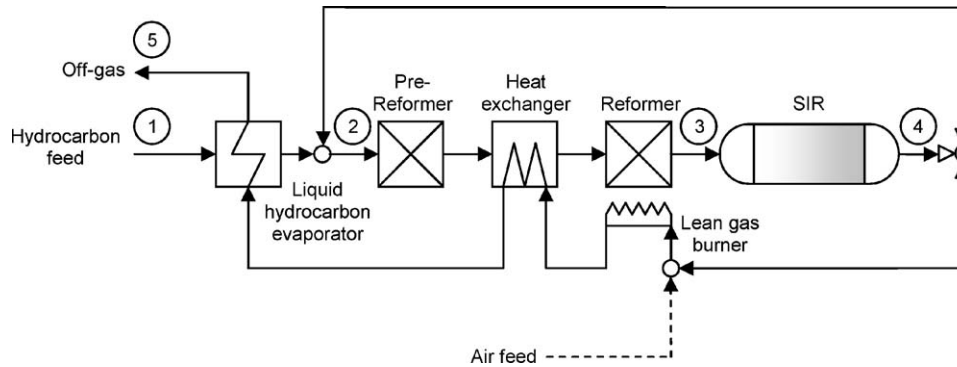 5
Off-gas
Pre-
Reformer
Heat
exchanger
Reformer
SIR
1
2
3
4
Hydrocarbon
feed
Liquid
hydrocarbon
evaporator
Lean gas
burner
Air feed